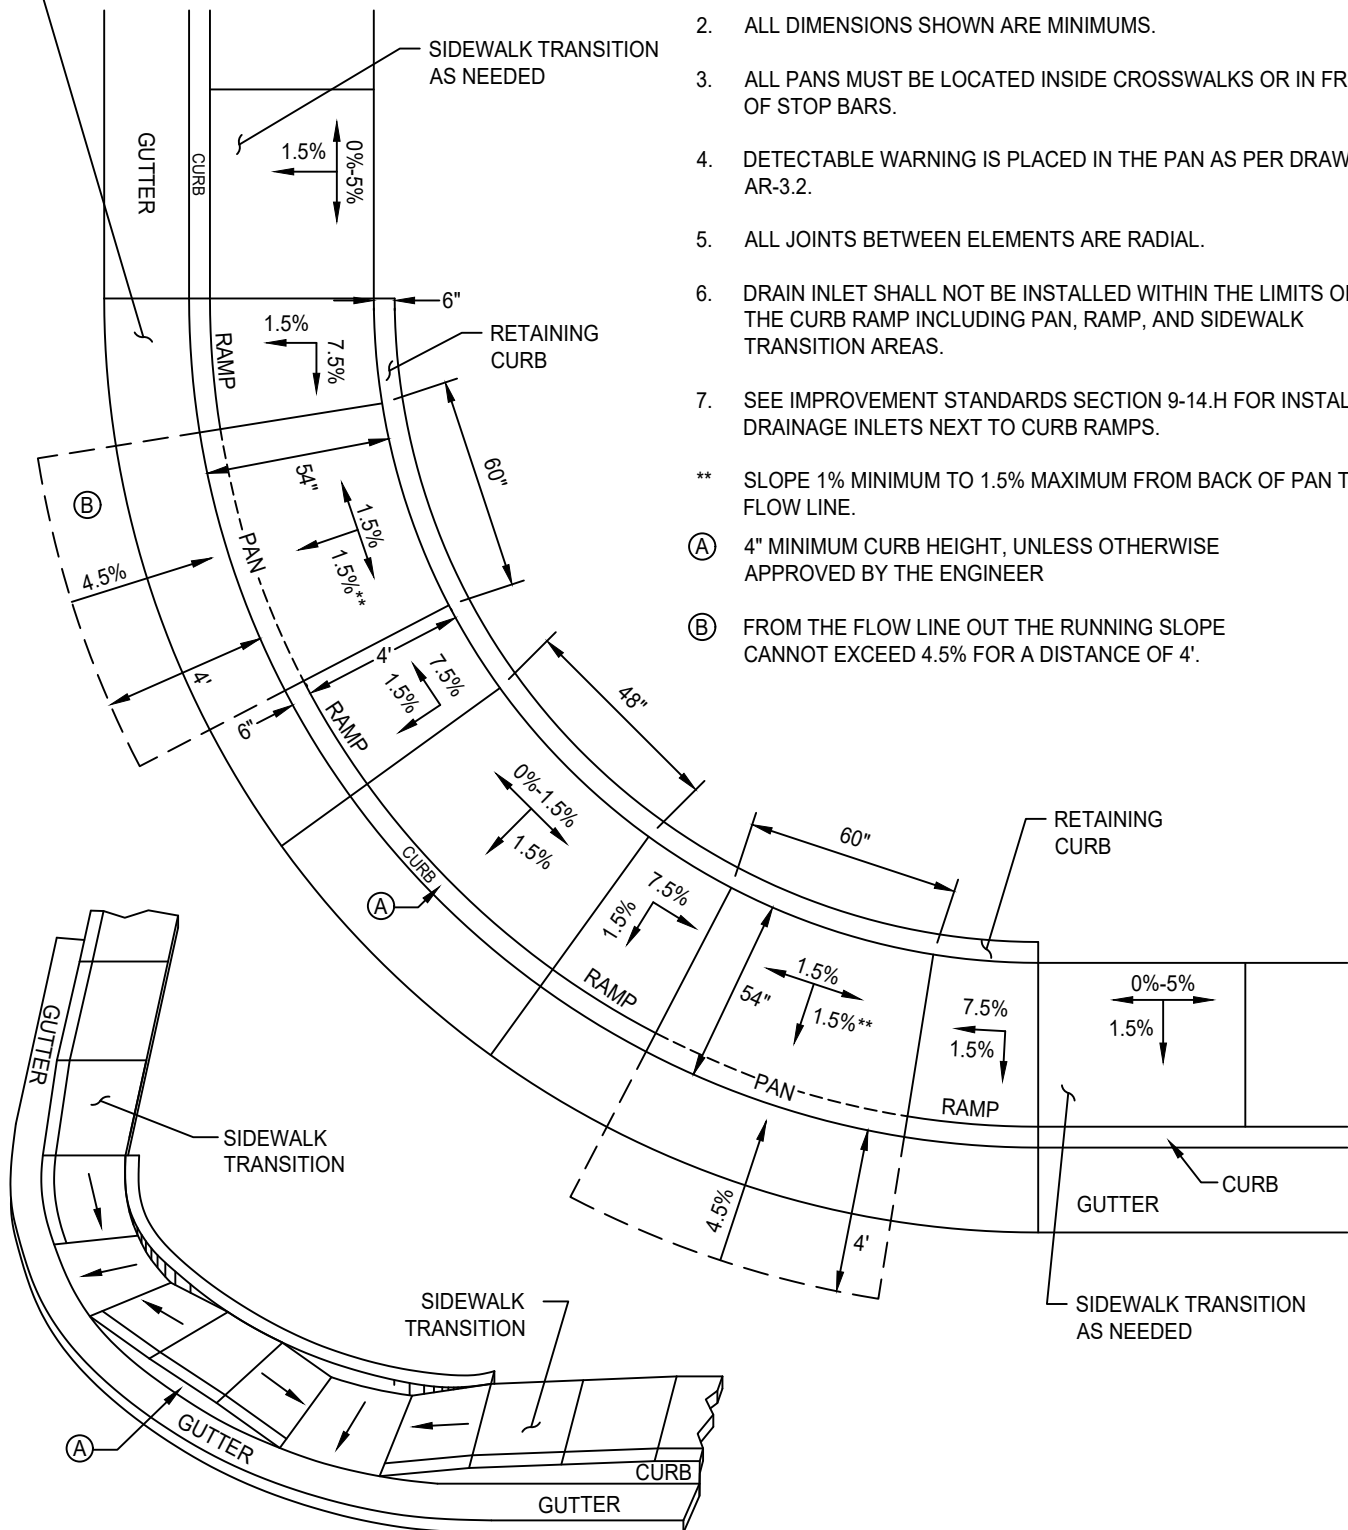 2. ALL DIMENSIONS SHOWN ARE MINIMUMS.
3. ALL PANS MUST BE LOCATED INSIDE CROSSWALKS OR IN FR
OF STOP BARS.
4. DETECTABLE WARNING IS PLACED IN THE PAN AS PER DRAW
AR-3.2.
5. ALL JOINTS BETWEEN ELEMENTS ARE RADIAL.
6. DRAIN INLET SHALL NOT BE INSTALLED WITHIN THE LIMITS O
THE CURB RAMP INCLUDING PAN, RAMP, AND SIDEWALK
TRANSITION AREAS.
7. SEE IMPROVEMENT STANDARDS SECTION 9-14.H FOR INSTAL
DRAINAGE INLETS NEXT TO CURB RAMPS.
** SLOPE 1% MINIMUM TO 1.5% MAXIMUM FROM BACK OF PAN T
FLOW LINE.
A 4" MINIMUM CURB HEIGHT, UNLESS OTHERWISE
APPROVED BY THE ENGINEER
B FROM THE FLOW LINE OUT THE RUNNING SLOPE
CANNOT EXCEED 4.5% FOR A DISTANCE OF 4'.
SIDEWALK TRANSITION
AS NEEDED
GUTTER
CURB
1.5%
0%-5%
6"
RETAINING
CURB
RAMP
1.5%
7.5%
60"
54"
B
PAN
1.5%
1.5%**
4.5%
4'
4'
6"
RAMP
7.5%
1.5%
48"
0%-1.5%
1.5%
CURB
A
60"
RETAINING
CURB
7.5%
1.5%
RAMP
54"
1.5%
1.5%**
PAN
7.5%
1.5%
RAMP
0%-5%
1.5%
4.5%
4'
CURB
GUTTER
SIDEWALK TRANSITION
AS NEEDED
GUTTER
SIDEWALK
TRANSITION
SIDEWALK
TRANSITION
A
GUTTER
CURB
GUTTER